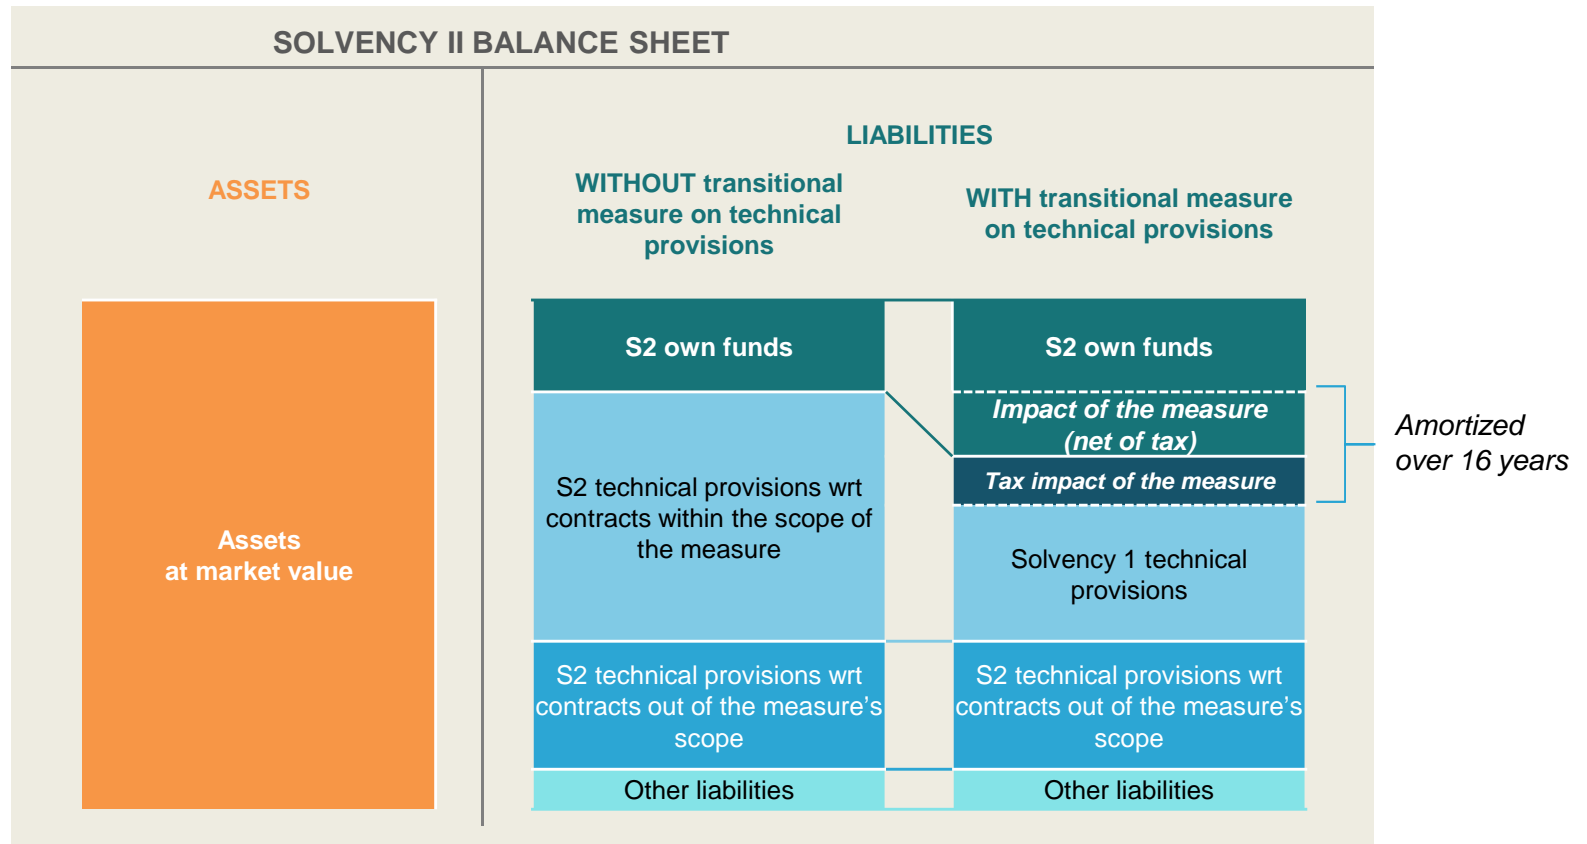 SOLVENCY II BALANCE SHEET
ASSETS
LIABILITIES
WITHOUT transitional
measure on technical
provisions
WITH transitional measure
on technical provisions
Assets
at market value
S2 own funds
S2 technical provisions wrt
contracts within the scope of
the measure
S2 technical provisions wrt
contracts out of the measure’s
scope
Other liabilities
S2 own funds
Impact of the measure
(net of tax)
Tax impact of the measure
Solvency 1 technical
provisions
S2 technical provisions wrt
contracts out of the measure’s
scope
Other liabilities
Amortized
over 16 years